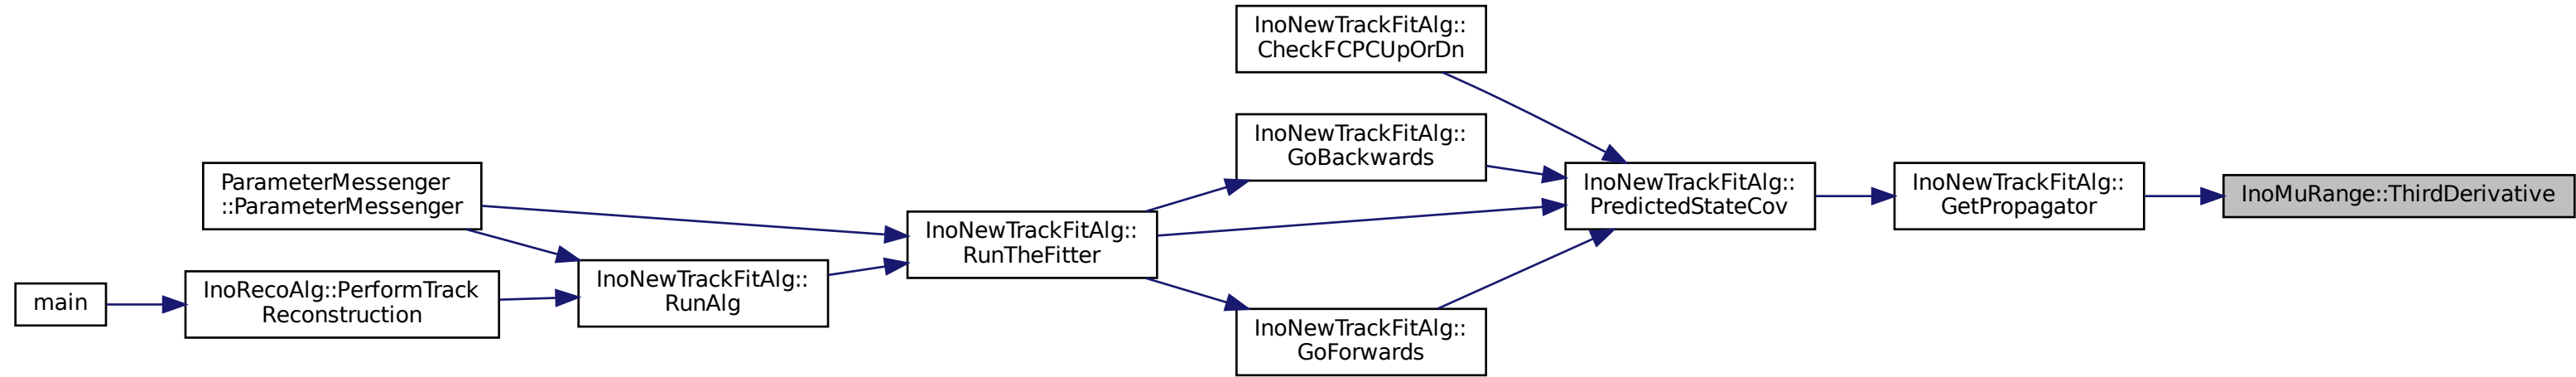 main
InoRecoAlg::PerformTrack
Reconstruction
ParameterMessenger
::ParameterMessenger
InoNewTrackFitAlg::
RunAlg
InoNewTrackFitAlg::
RunTheFitter
InoNewTrackFitAlg::
CheckFCPCUpOrDn
InoNewTrackFitAlg::
GoBackwards
InoNewTrackFitAlg::
GoForwards
InoNewTrackFitAlg::
PredictedStateCov
InoNewTrackFitAlg::
GetPropagator
InoMuRange::ThirdDerivative